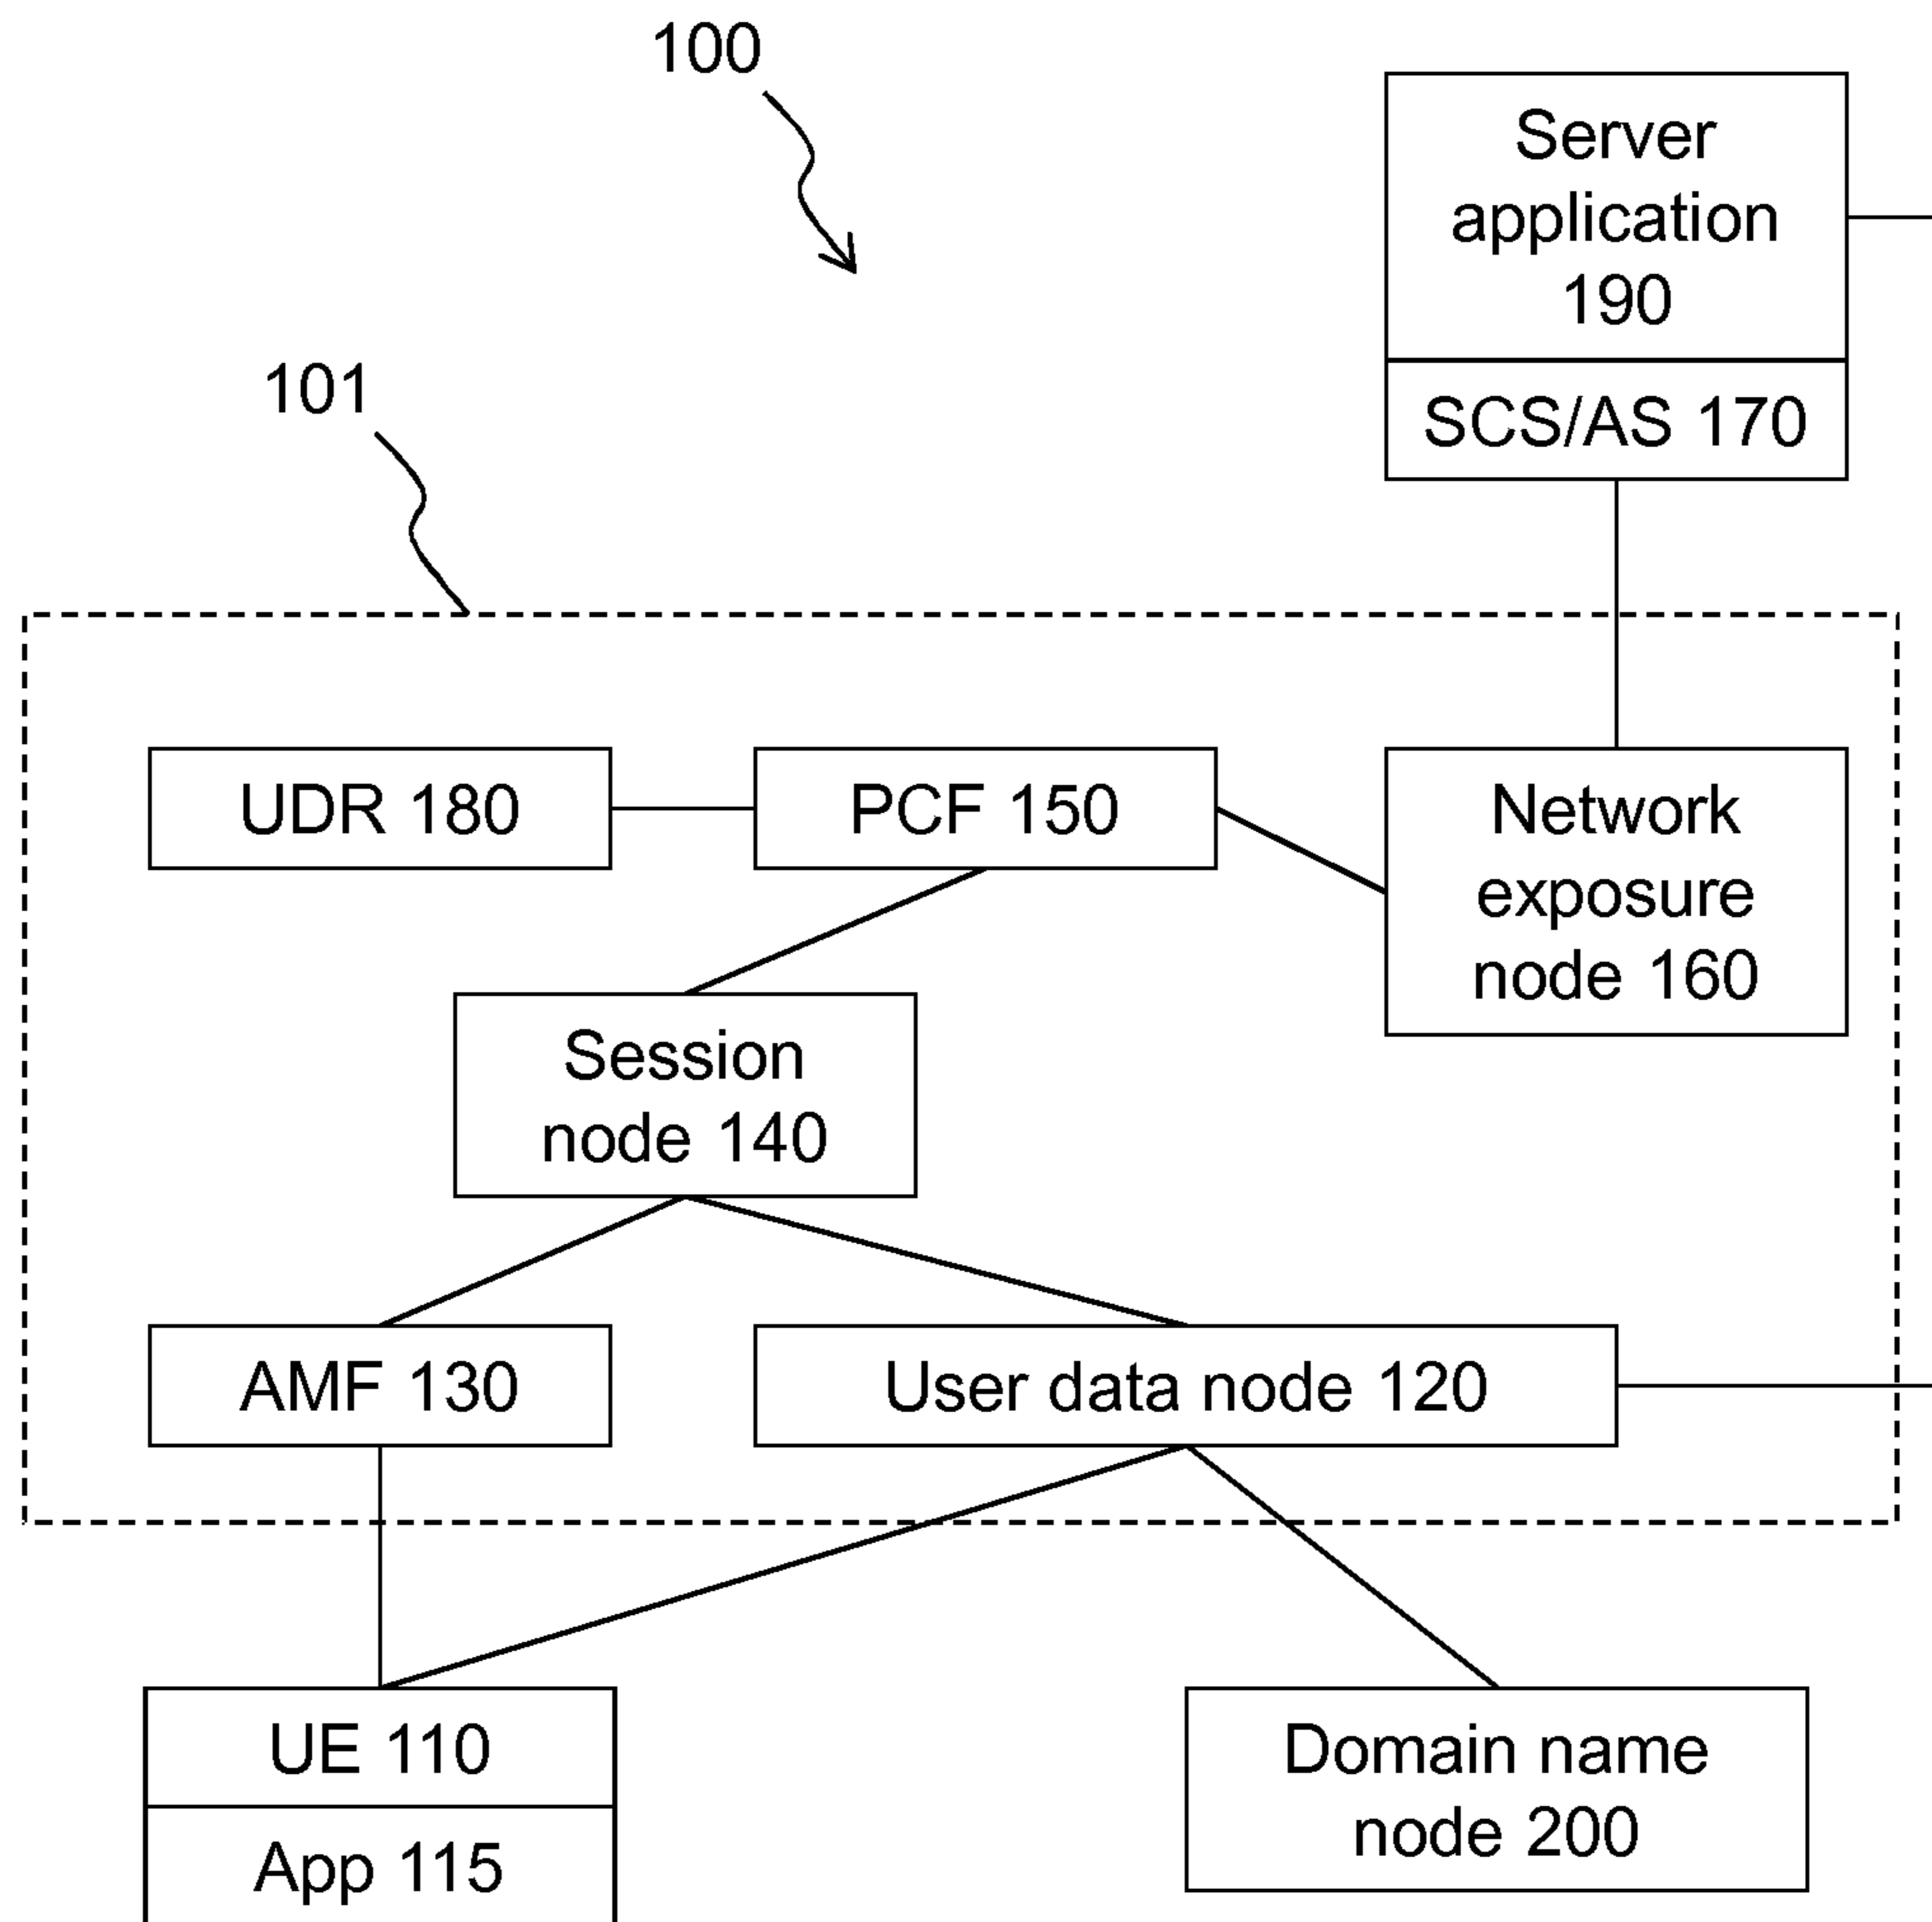 100
Server
application
190
SCS/AS 170
101
UDR 180
PCF 150
Network
exposure
node 160
Session
node 140
AMF 130
User data node 120
UE 110
App 115
Domain name
node 200